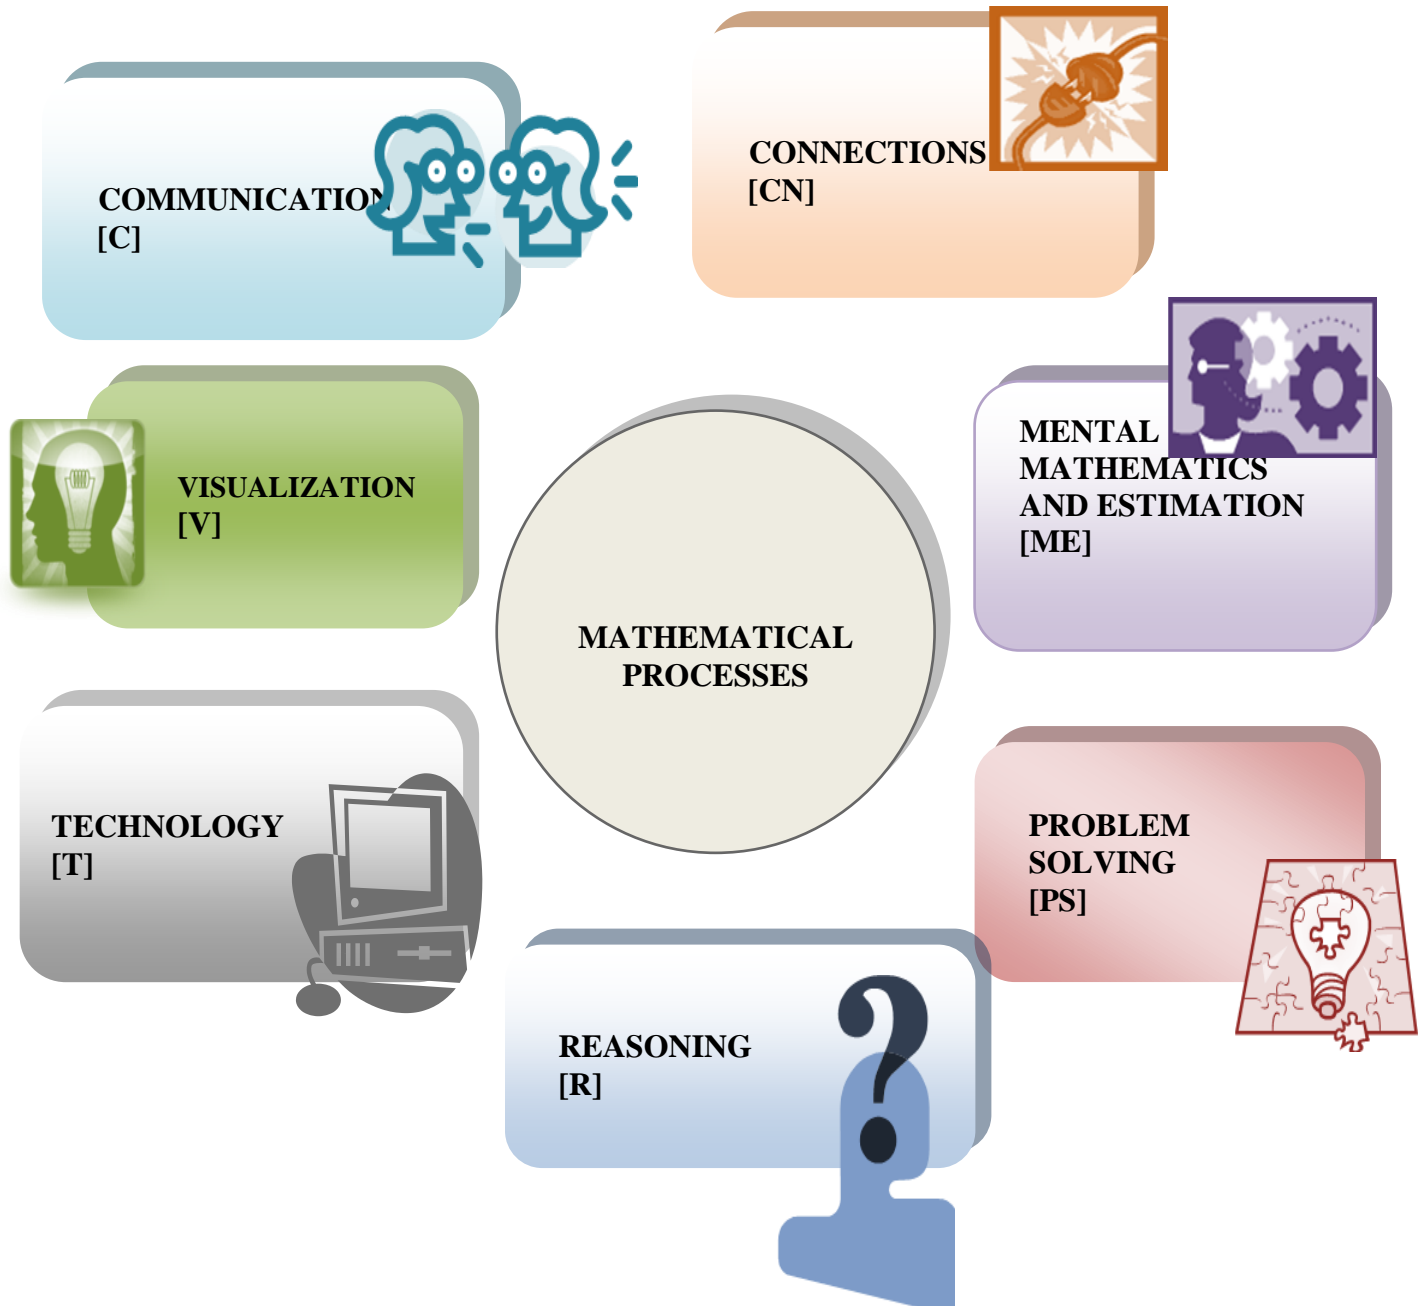 COMMUNICATION
[C]
CONNECTIONS
[CN]
VISUALIZATION
[V]
MENTAL
MATHEMATICS
AND ESTIMATION
[ME]
MATHEMATICAL
PROCESSES
TECHNOLOGY
[T]
PROBLEM
SOLVING
[PS]
REASONING
[R]